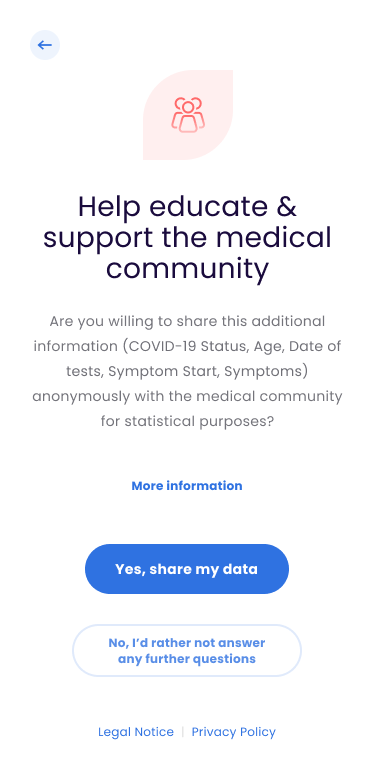 Help educate &
support the medical
community
Are you willing to share this additional
information (COVID-19 Status, Age, Date of
tests, Symptom Start, Symptoms)
anonymously with the medical community
for statistical purposes?
More information
Yes, share my data
No, I’d rather not answer
any further questions
Legal Notice | Privacy Policy